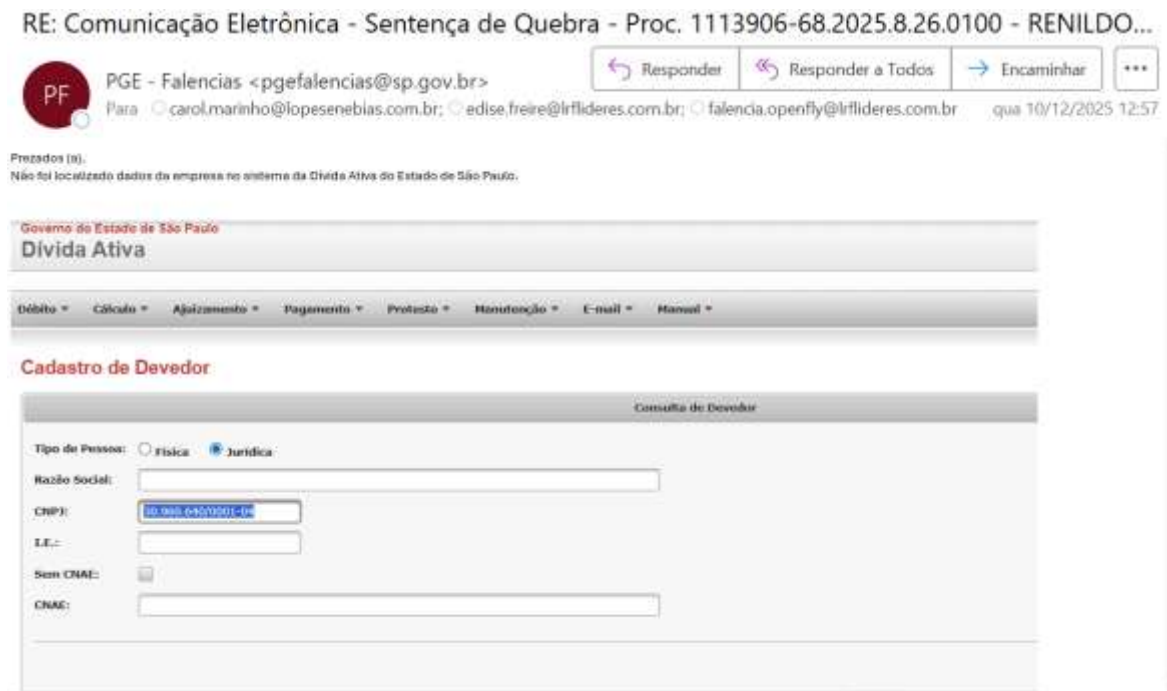 RE: Comunicação Eletrônica - Sentença de Quebra - Proc. 1113906-68.2025.8.26.0100 - RENILDO...
PF
PGE - Falencias <pgefalencias@sp.gov.br>
Responder
Responder a Todos
Encaminhar
Para carol.marinho@lopesenebias.com.br; edise.freire@lrflideres.com.br; falencia.openfly@lrflideres.com.br
qua 10/12/2025 12:57
Prezados (a),
Não foi localizado dados da empresa no sistema da Dívida Ativa do Estado de São Paulo.
Governo do Estado de São Paulo
Dívida Ativa
Débito Cálculo Ajuizamento Pagamento Protesto Manutenção E-mail Manual
Cadastro de Devedor
Consulta de Devedor
Tipo de Pessoa: Física Jurídica
Razão Social:
CNPJ:
I.E.:
Sem CNAE:
CNAE: